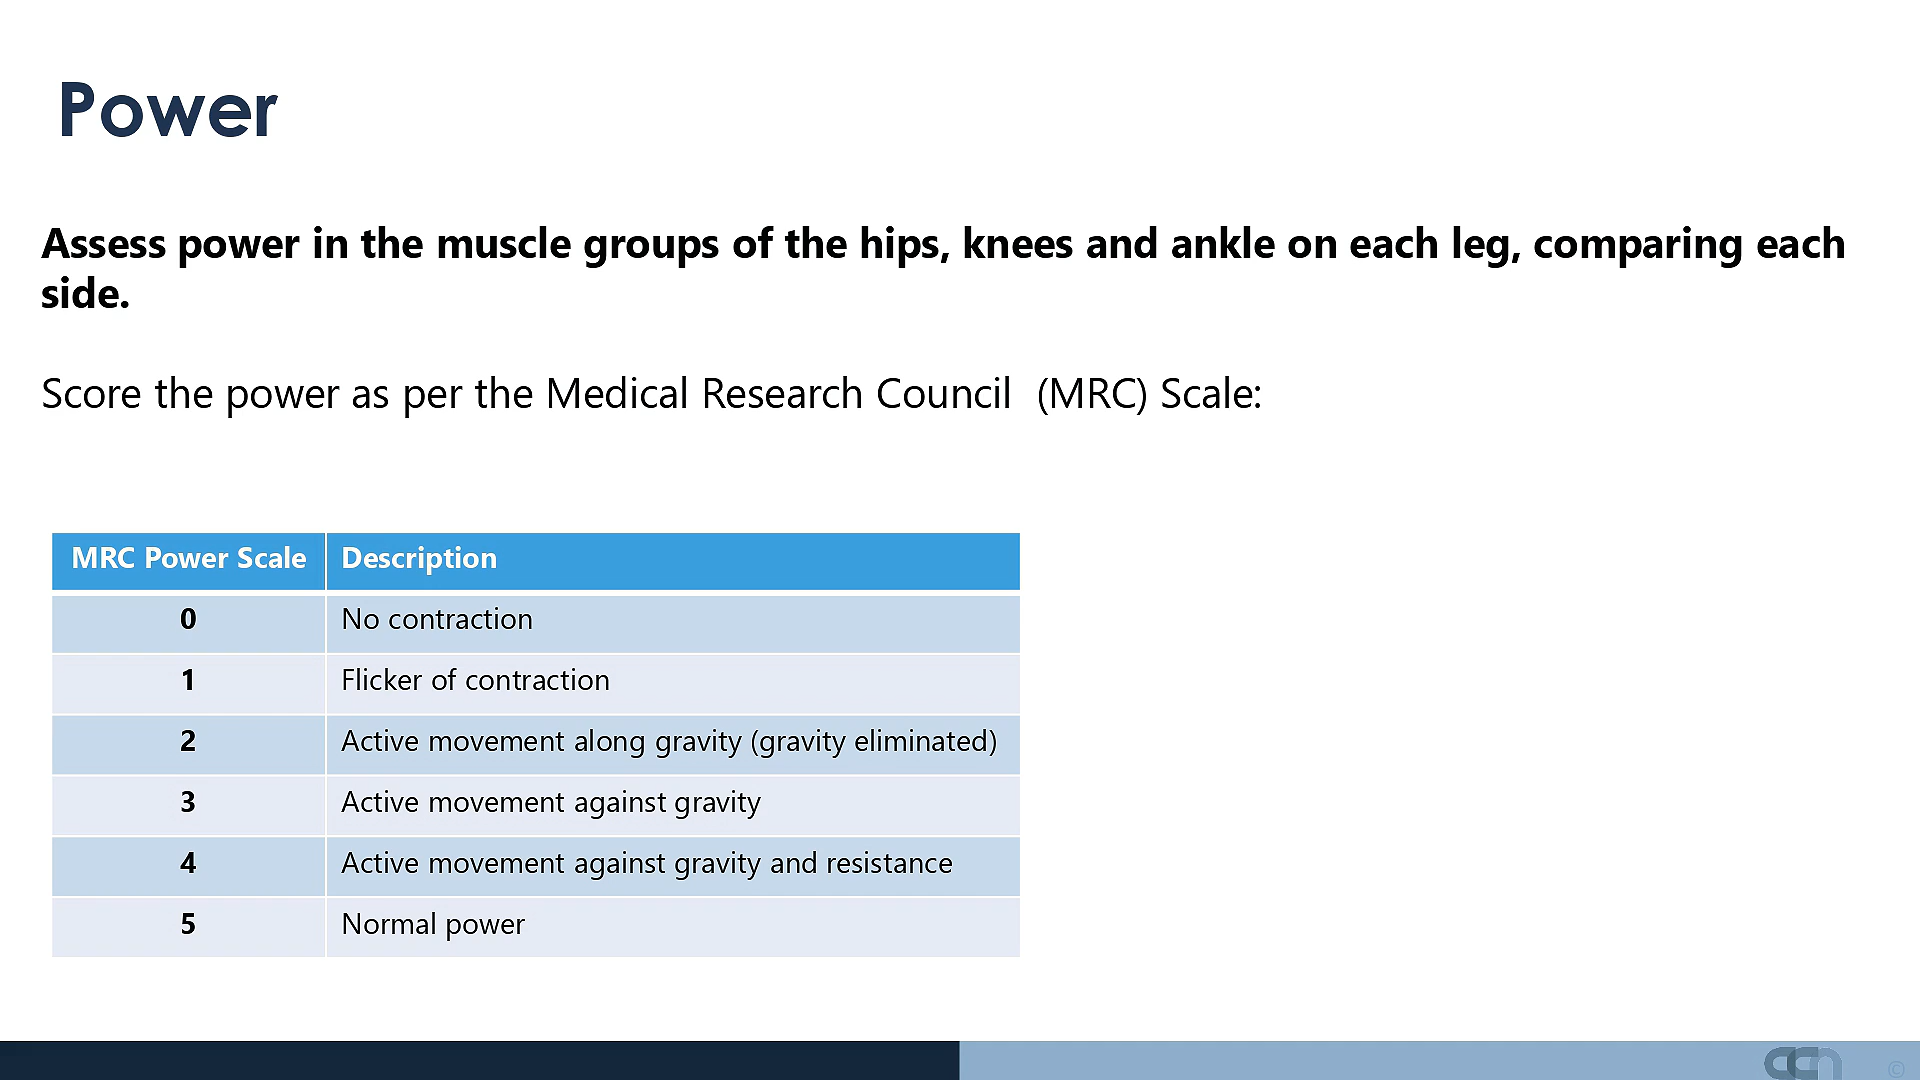 Power
Assess power in the muscle groups of the hips, knees and ankle on each leg, comparing each
side.
Score the power as per the Medical Research Council  (MRC) Scale:
MRC Power Scale Description
0 No contraction
1 Flicker of contraction
2 Active movement along gravity (gravity eliminated)
3 Active movement against gravity
4 Active movement against gravity and resistance
5 Normal power
©